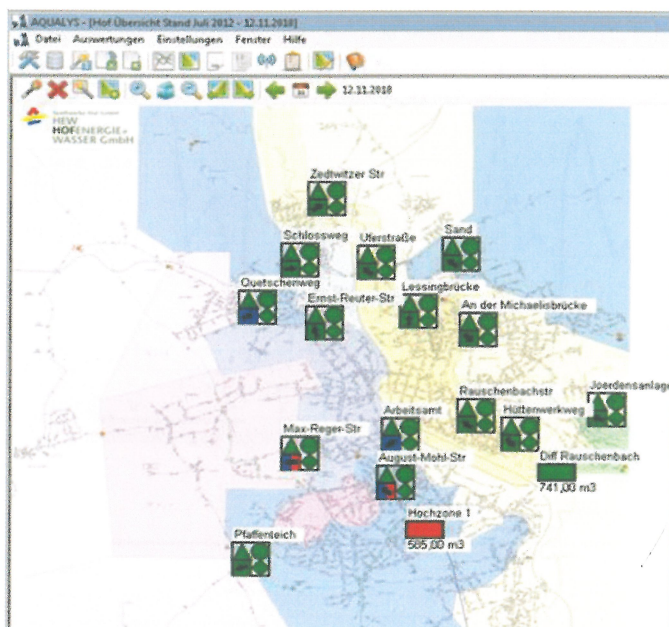 AQUALYS - [Hof Übersicht Stand Juli 2012 - 12.11.2018]
Datei Auswertungen Einstellungen Fenster Hilfe
12.11.2018
HEW
HOFENERGIE+
WASSER GmbH
Zedtwitzer Str
Schlossweg
Uferstraße
Sand
Quetschenweg
Ernst-Reuter-Str
Lessingbrücke
An der Michaelisbrücke
Rauschenbachstr
Joerdensanlage
Arbeitsamt
Hüttenwerkweg
Max-Reger-Str
August-Mohl-Str
Diff Rauschenbach
741,00 m3
Hochzone 1
585,00 m3
Pfaffenteich